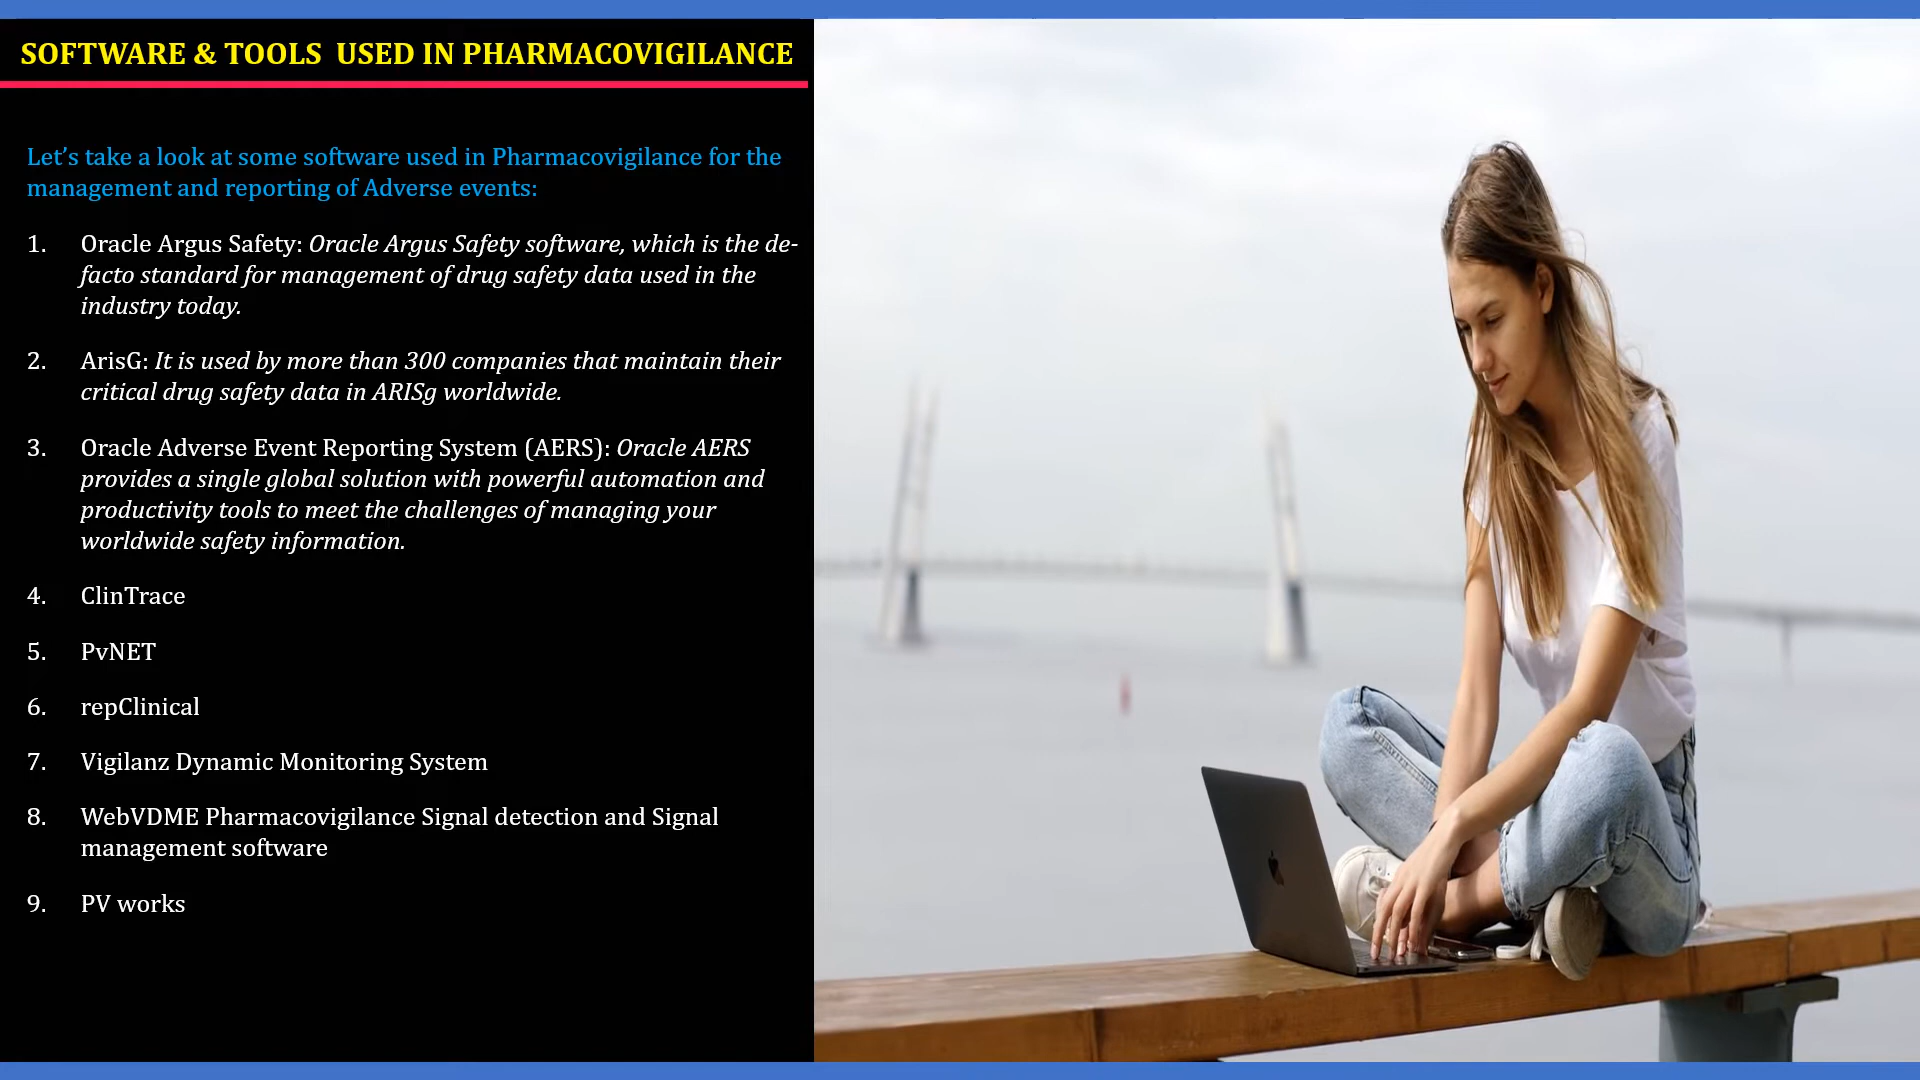 SOFTWARE & TOOLS  USED IN PHARMACOVIGILANCE
Let’s take a look at some software used in Pharmacovigilance for the
management and reporting of Adverse events:
1. Oracle Argus Safety: Oracle Argus Safety software, which is the de-
facto standard for management of drug safety data used in the
industry today.
2. ArisG: It is used by more than 300 companies that maintain their
critical drug safety data in ARISg worldwide.
3. Oracle Adverse Event Reporting System (AERS): Oracle AERS
provides a single global solution with powerful automation and
productivity tools to meet the challenges of managing your
worldwide safety information.
4. ClinTrace
5. PvNET
6. repClinical
7. Vigilanz Dynamic Monitoring System
8. WebVDME Pharmacovigilance Signal detection and Signal
management software
9. PV works